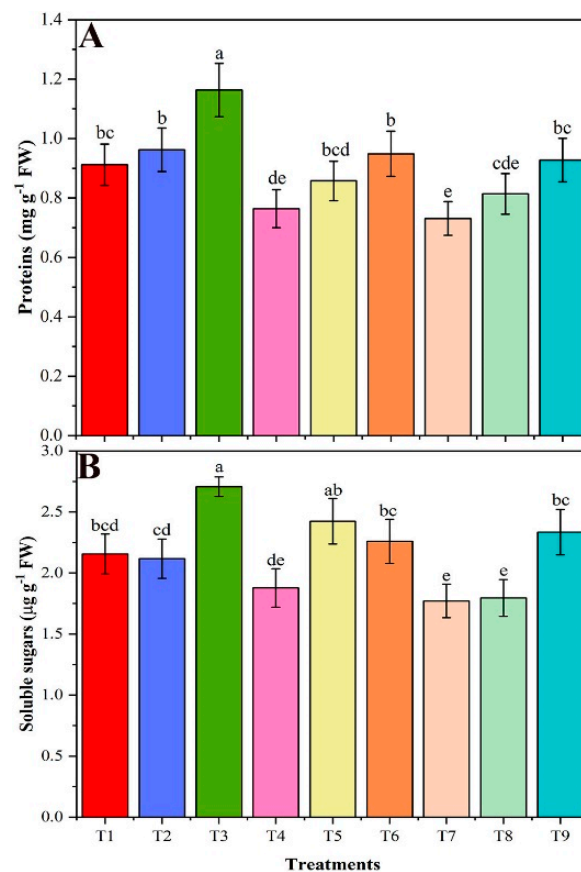 A
Proteins (mg g-1 FW)
1.4
1.2
1.0
0.8
0.6
0.4
0.2
0.0
bc
b
a
de
bcd
b
e
cde
bc
B
Soluble sugars (µg g-1 FW)
3.0
2.5
2.0
1.5
1.0
0.5
0.0
bcd
cd
a
de
ab
bc
e
e
bc
T1 T2 T3 T4 T5 T6 T7 T8 T9
Treatments